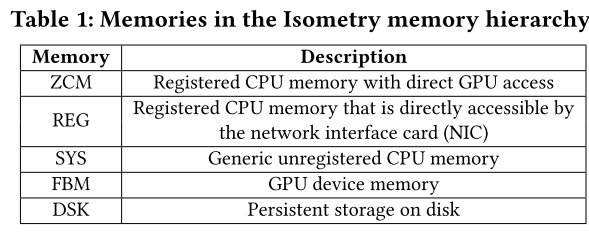 Table 1: Memories in the Isometry memory hierarchy
Memory Description
ZCM Registered CPU memory with direct GPU access
REG Registered CPU memory that is directly accessible by
the network interface card (NIC)
SYS Generic unregistered CPU memory
FBM GPU device memory
DSK Persistent storage on disk